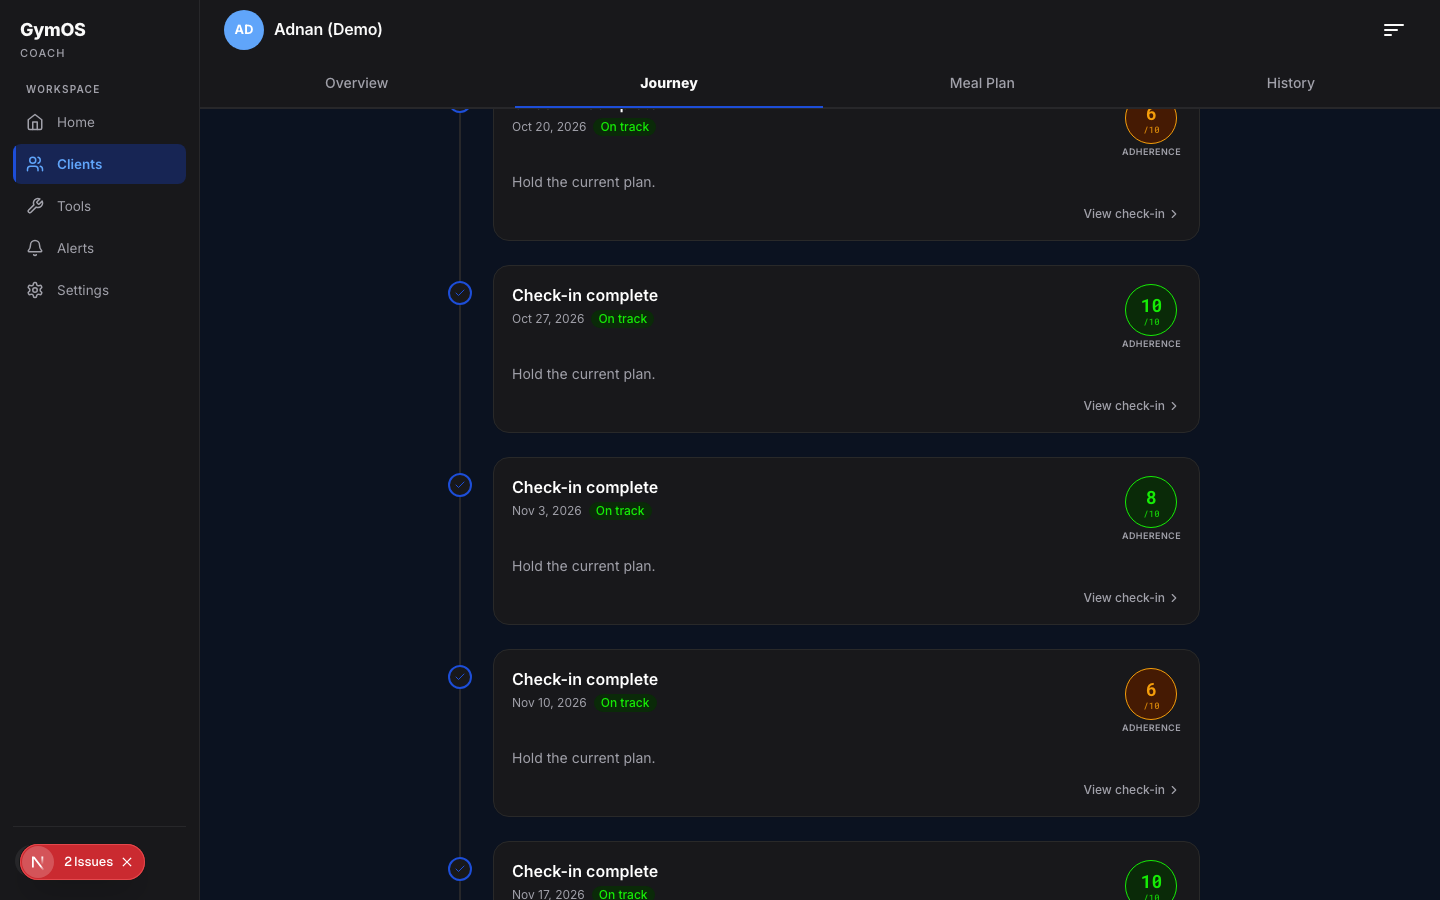 GymOS
COACH
WORKSPACE
Home
Clients
Tools
Alerts
Settings
2 Issues
AD
Adnan (Demo)
Overview
Journey
Meal Plan
History
Oct 20, 2026
On track
6
/10
ADHERENCE
Hold the current plan.
View check-in
Check-in complete
Oct 27, 2026
On track
10
/10
ADHERENCE
Hold the current plan.
View check-in
Check-in complete
Nov 3, 2026
On track
8
/10
ADHERENCE
Hold the current plan.
View check-in
Check-in complete
Nov 10, 2026
On track
6
/10
ADHERENCE
Hold the current plan.
View check-in
Check-in complete
Nov 17, 2026
On track
10
/10